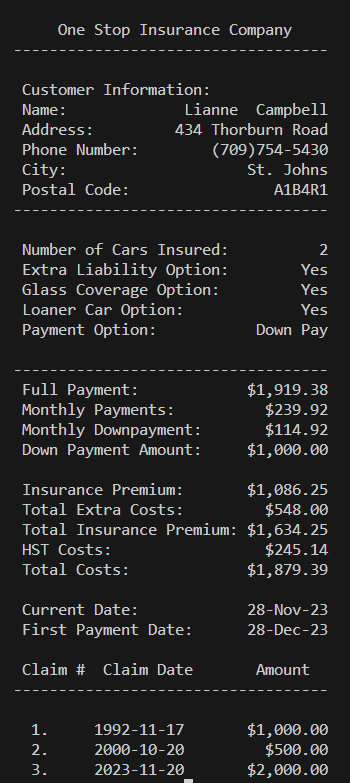 One Stop Insurance Company
-----------------------------------
Customer Information:
Name: Lianne Campbell
Address: 434 Thorburn Road
Phone Number: (709)754-5430
City: St. Johns
Postal Code: A1B4R1
-----------------------------------
Number of Cars Insured: 2
Extra Liability Option: Yes
Glass Coverage Option: Yes
Loaner Car Option: Yes
Payment Option: Down Pay
-----------------------------------
Full Payment: $1,919.38
Monthly Payments: $239.92
Monthly Downpayment: $114.92
Down Payment Amount: $1,000.00
Insurance Premium: $1,086.25
Total Extra Costs: $548.00
Total Insurance Premium: $1,634.25
HST Costs: $245.14
Total Costs: $1,879.39
Current Date: 28-Nov-23
First Payment Date: 28-Dec-23
Claim # Claim Date Amount
-----------------------------------
1. 1992-11-17 $1,000.00
2. 2000-10-20 $500.00
3. 2023-11-20 $2,000.00